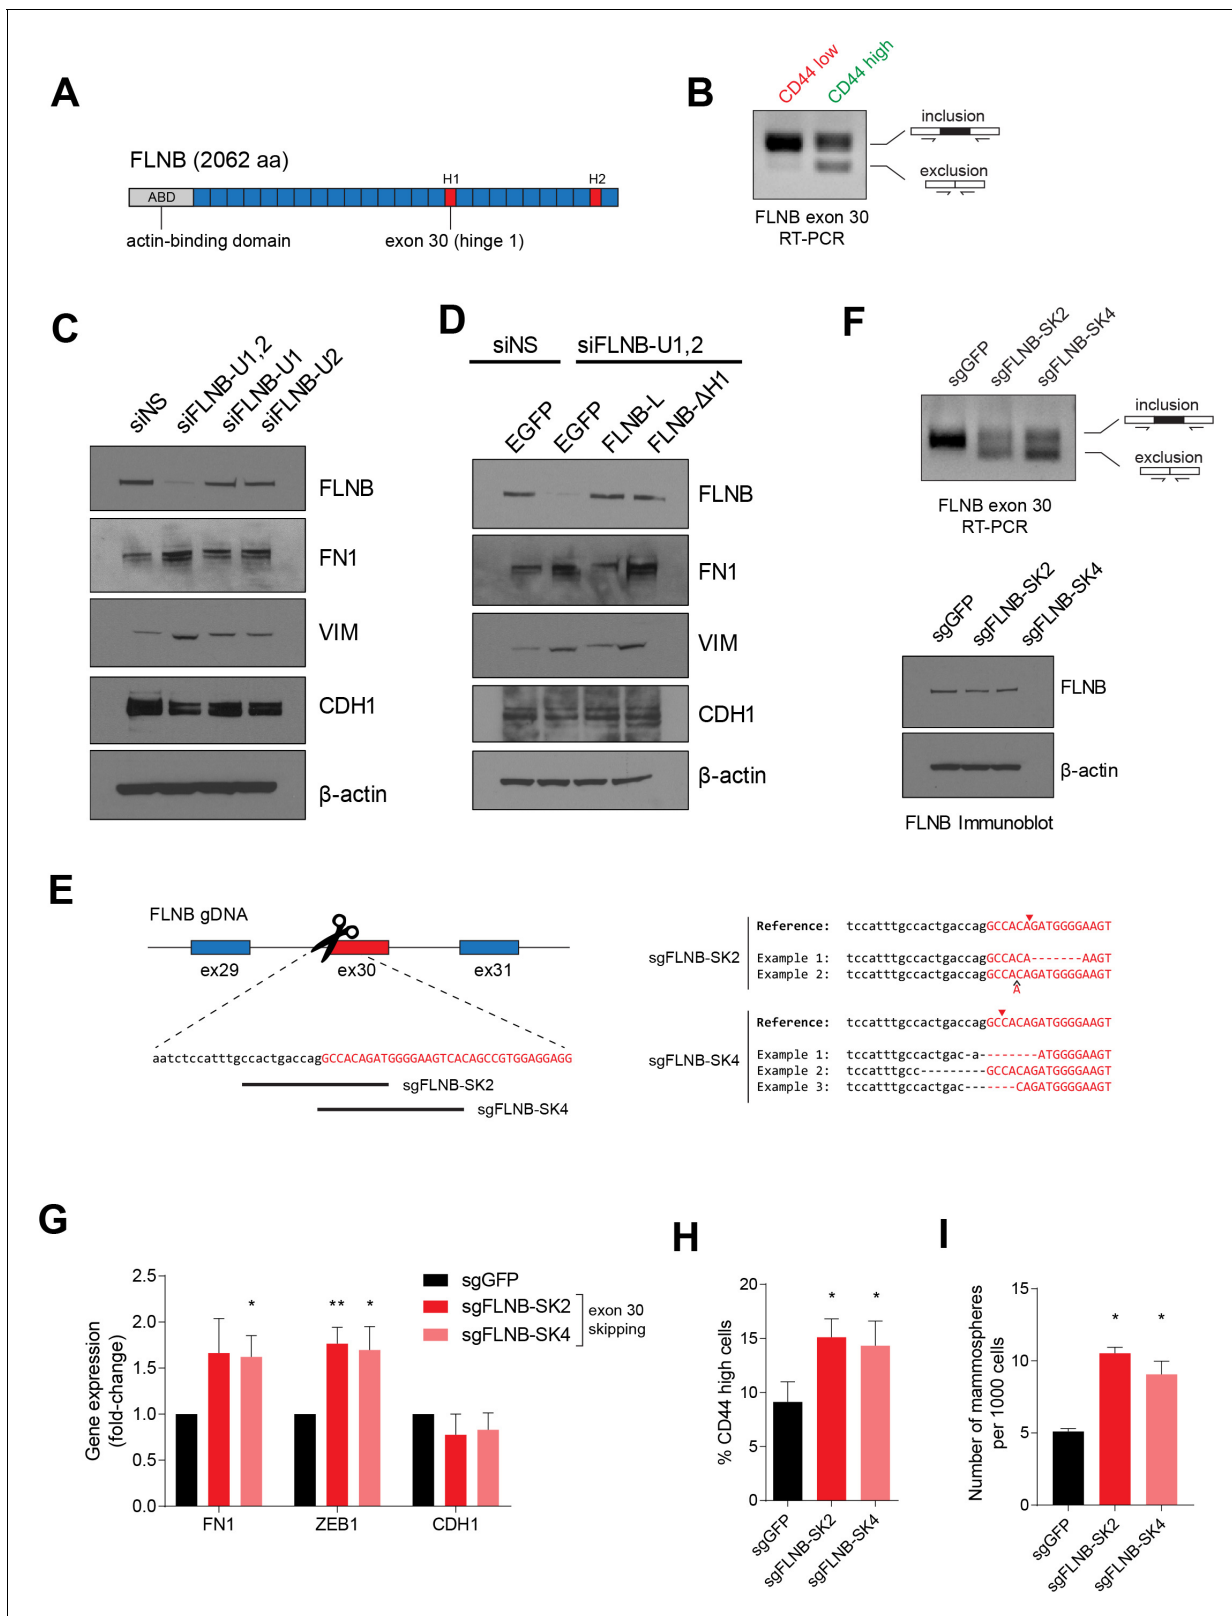 A
FLNB (2062 aa)
ABD
H1
H2
actin-binding domain
exon 30 (hinge 1)
B
CD44 low
CD44 high
inclusion
exclusion
FLNB exon 30
RT-PCR
C
siNS
siFLNB-U1,2
siFLNB-U1
siFLNB-U2
FLNB
FN1
VIM
CDH1
β-actin
D
siNS
siFLNB-U1,2
EGFP
EGFP
FLNB-L
FLNB-ΔH1
FLNB
FN1
VIM
CDH1
β-actin
F
sgGFP
sgFLNB-SK2
sgFLNB-SK4
inclusion
exclusion
FLNB exon 30
RT-PCR
sgGFP
sgFLNB-SK2
sgFLNB-SK4
FLNB
β-actin
FLNB Immunoblot
E
FLNB gDNA
ex29
ex30
ex31
aatctccatttgccactgaccagGCCACAGATGGGGAAGTCACAGCCGTGGAGGAGG
sgFLNB-SK2
sgFLNB-SK4
sgFLNB-SK2
Reference: tccatttgccactgaccagGCCACAGATGGGGAAGT
Example 1: tccatttgccactgaccagGCCACA-------AAGT
Example 2: tccatttgccactgaccagGCCACAGATGGGGAAGT
A
sgFLNB-SK4
Reference: tccatttgccactgaccagGCCACAGATGGGGAAGT
Example 1: tccatttgccactgac-a--------ATGGGGAAGT
Example 2: tccatttgcc---------GCCACAGATGGGGAAGT
Example 3: tccatttgccactgac-------CAGATGGGGAAGT
G
Gene expression
(fold-change)
2.5
2.0
1.5
1.0
0.5
0.0
*
**
*
FN1
ZEB1
CDH1
sgGFP
sgFLNB-SK2
sgFLNB-SK4
exon 30
skipping
H
% CD44 high cells
20
15
10
5
0
*
*
sgGFP
sgFLNB-SK2
sgFLNB-SK4
I
Number of mammospheres
per 1000 cells
15
10
5
0
*
*
sgGFP
sgFLNB-SK2
sgFLNB-SK4